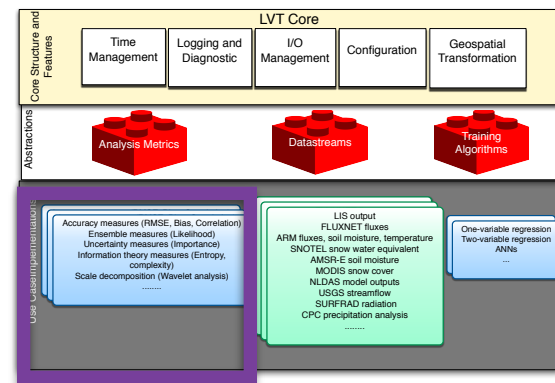 LVT Core
Core Structure and
Features
Time
Management
Logging and
Diagnostic
I/O
Management
Configuration
Geospatial
Transformation
Abstractions
Analysis Metrics
Datastreams
Training
Algorithms
Use CaseImplementations
Accuracy measures (RMSE, Bias, Correlation)
Ensemble measures (Likelihood)
Uncertainty measures (Importance)
Information theory measures (Entropy,
complexity)
Scale decomposition (Wavelet analysis)
........
LIS output
FLUXNET fluxes
ARM fluxes, soil moisture, temperature
SNOTEL snow water equivalent
AMSR-E soil moisture
MODIS snow cover
NLDAS model outputs
USGS streamflow
SURFRAD radiation
CPC precipitation analysis
........
One-variable regression
Two-variable regression
ANNs
...